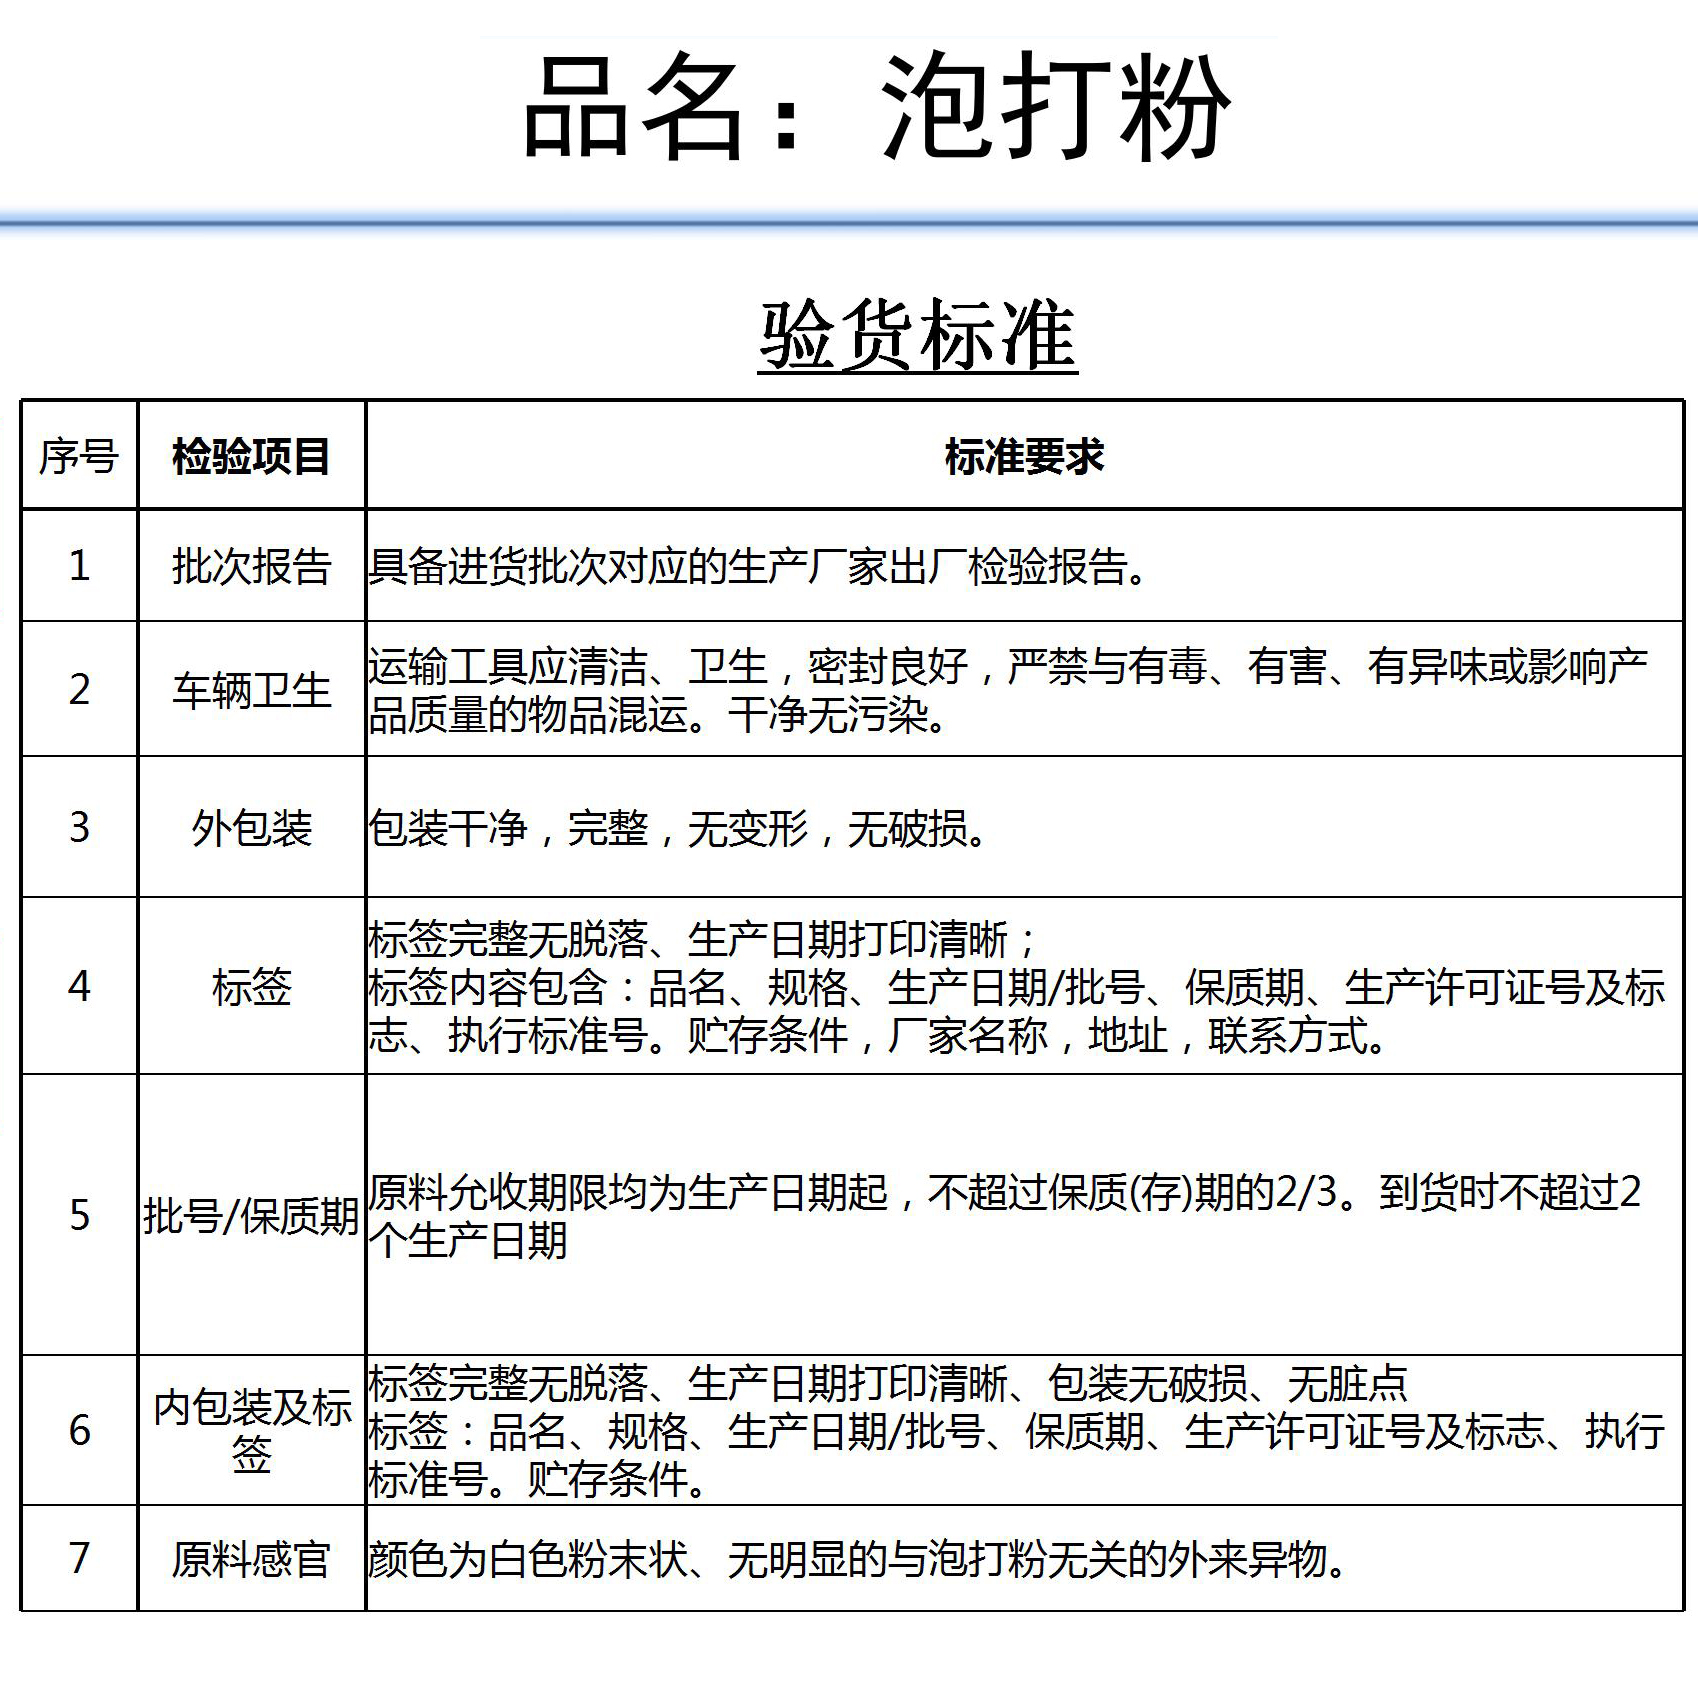 品名：泡打粉
验货标准
序号 检验项目 标准要求
1 批次报告 具备进货批次对应的生产厂家出厂检验报告。
2 车辆卫生 运输工具应清洁、卫生，密封良好，严禁与有毒、有害、有异味或影响产
品质量的物品混运。干净无污染。
3 外包装 包装干净，完整，无变形，无破损。
标签完整无脱落、生产日期打印清晰；
4 标签 标签内容包含：品名、规格、生产日期/批号、保质期、生产许可证号及标
志、执行标准号。贮存条件，厂家名称，地址，联系方式。
5 批号/保质期 原料允收期限均为生产日期起，不超过保质(存)期的2/3。到货时不超过2
个生产日期
标签完整无脱落、生产日期打印清晰、包装无破损、无脏点
6 内包装及标 标签：品名、规格、生产日期/批号、保质期、生产许可证号及标志、执行
签 标准号。贮存条件。
7 原料感官 颜色为白色粉末状、无明显的与泡打粉无关的外来异物。